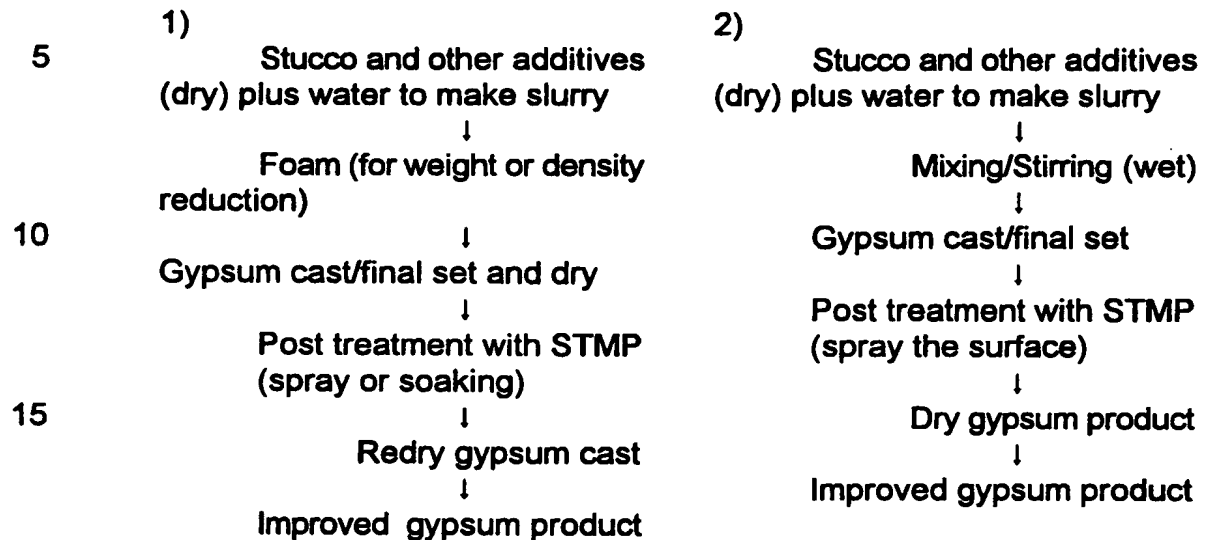 1)
5
Stucco and other additives
(dry) plus water to make slurry
↓
Foam (for weight or density
reduction)
↓
10
Gypsum cast/final set and dry
↓
Post treatment with STMP
(spray or soaking)
15
↓
Redry gypsum cast
↓
Improved gypsum product
2)
Stucco and other additives
(dry) plus water to make slurry
↓
Mixing/Stirring (wet)
↓
Gypsum cast/final set
↓
Post treatment with STMP
(spray the surface)
↓
Dry gypsum product
↓
Improved gypsum product